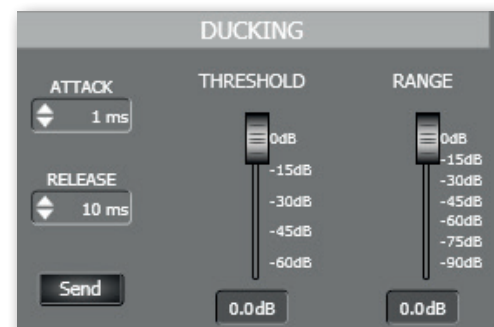 DUCKING
ATTACK
1 ms
RELEASE
10 ms
Send
THRESHOLD
0dB
-15dB
-30dB
-45dB
-60dB
0.0dB
RANGE
0dB
-15dB
-30dB
-45dB
-60dB
-75dB
-90dB
0.0dB